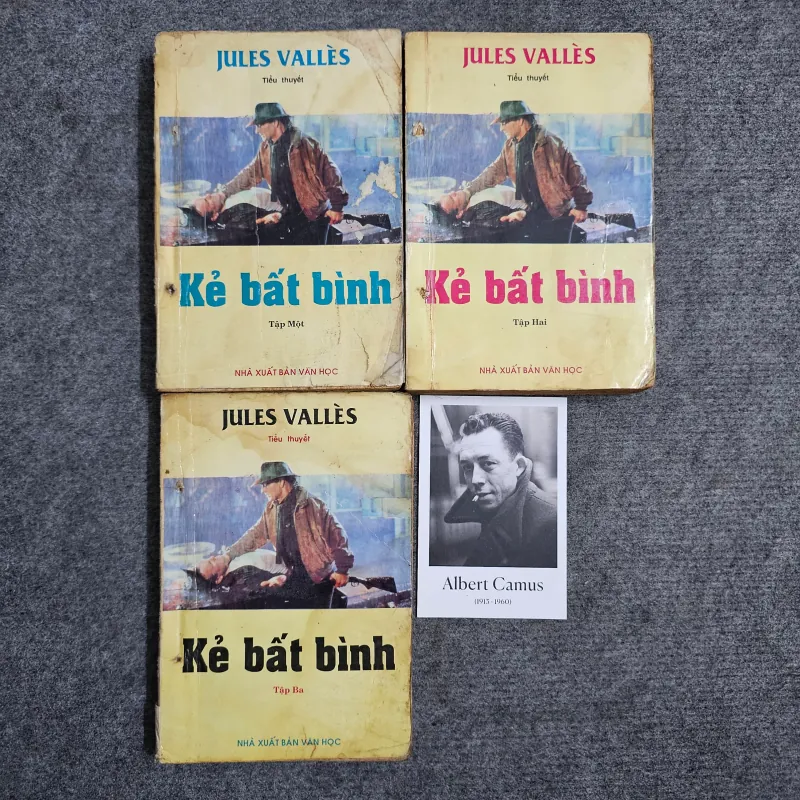 JULES VALLÈS
Tiểu thuyết
Kẻ bất bình
Tập Một
NHÀ XUẤT BẢN VĂN HỌC
JULES VALLÈS
Tiểu thuyết
Kẻ bất bình
Tập Hai
NHÀ XUẤT BẢN VĂN HỌC
JULES VALLÈS
Tiểu thuyết
Kẻ bất bình
Tập Ba
NHÀ XUẤT BẢN VĂN HỌC
Albert Camus
(1913-1960)